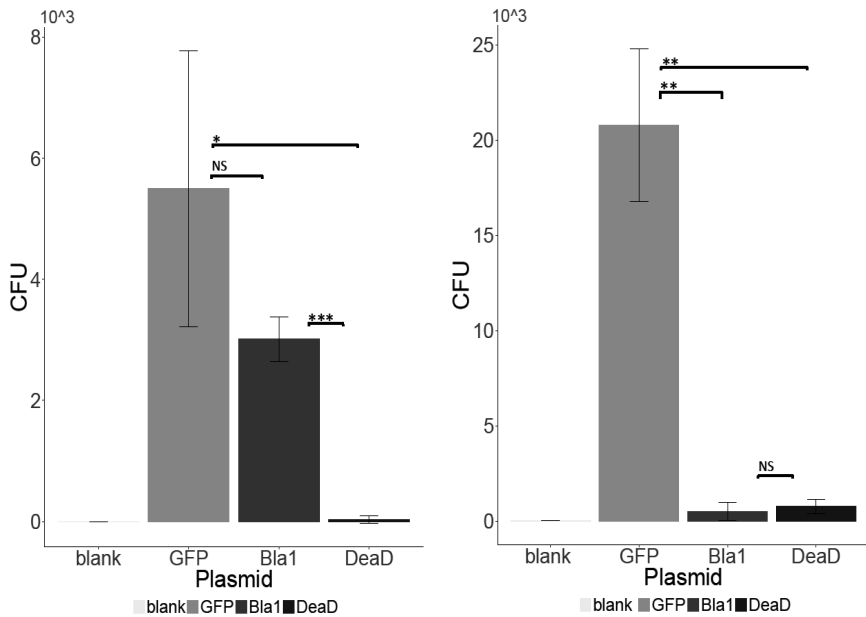 10^3
8
6
4
2
0
CFU
*
NS
***
blank GFP Bla1 DeaD
Plasmid
blank GFP Bla1 DeaD
10^3
25
20
15
10
5
0
CFU
**
**
NS
blank GFP Bla1 DeaD
Plasmid
blank GFP Bla1 DeaD